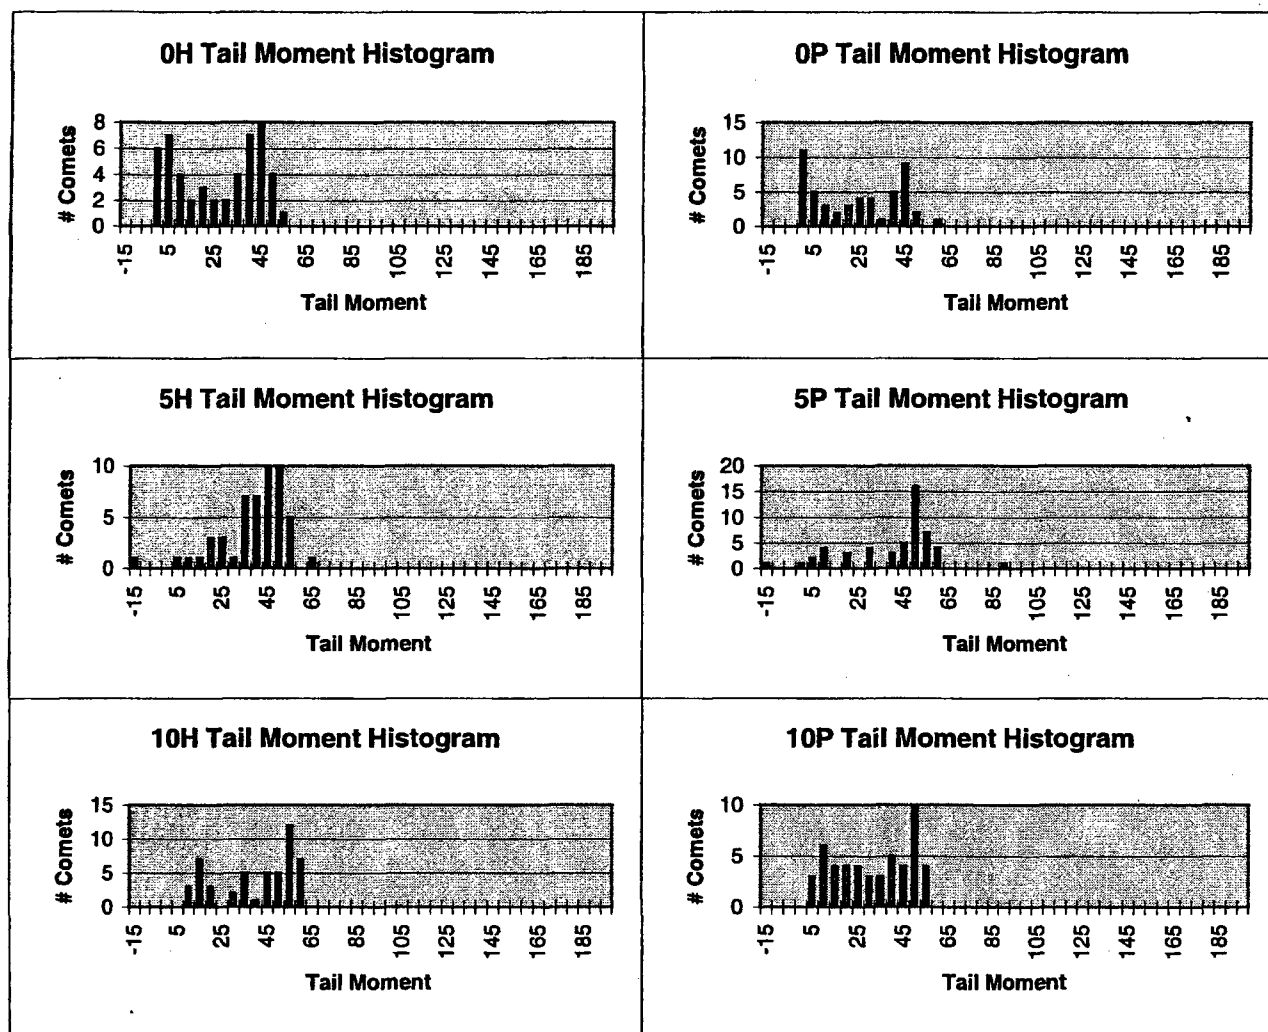 0H Tail Moment Histogram
# Comets
8
6
4
2
0
-15 5 25 45 65 85 105 125 145 165 185
Tail Moment
0P Tail Moment Histogram
# Comets
15
10
5
0
-15 5 25 45 65 85 105 125 145 165 185
Tail Moment
5H Tail Moment Histogram
# Comets
10
5
0
-15 5 25 45 65 85 105 125 145 165 185
Tail Moment
5P Tail Moment Histogram
# Comets
20
15
10
5
0
-15 5 25 45 65 85 105 125 145 165 185
Tail Moment
10H Tail Moment Histogram
# Comets
15
10
5
0
-15 5 25 45 65 85 105 125 145 165 185
Tail Moment
10P Tail Moment Histogram
# Comets
10
5
0
-15 5 25 45 65 85 105 125 145 165 185
Tail Moment